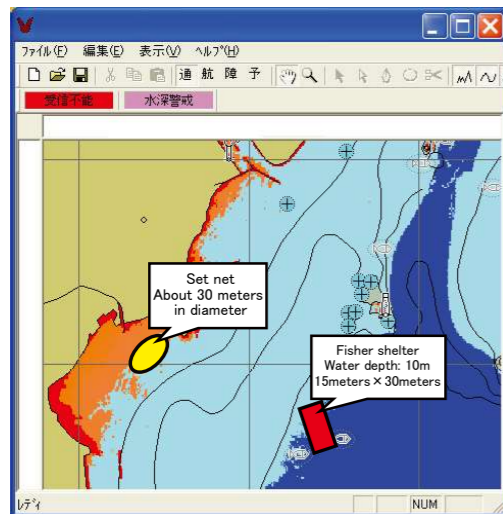 ファイル(F) 編集(E) 表示(V) ヘルプ(H)
通 航 障 予
受信不能 水深警戒
Set net
About 30 meters
in diameter
Fisher shelter
Water depth: 10m
15meters×30meters
レディ NUM